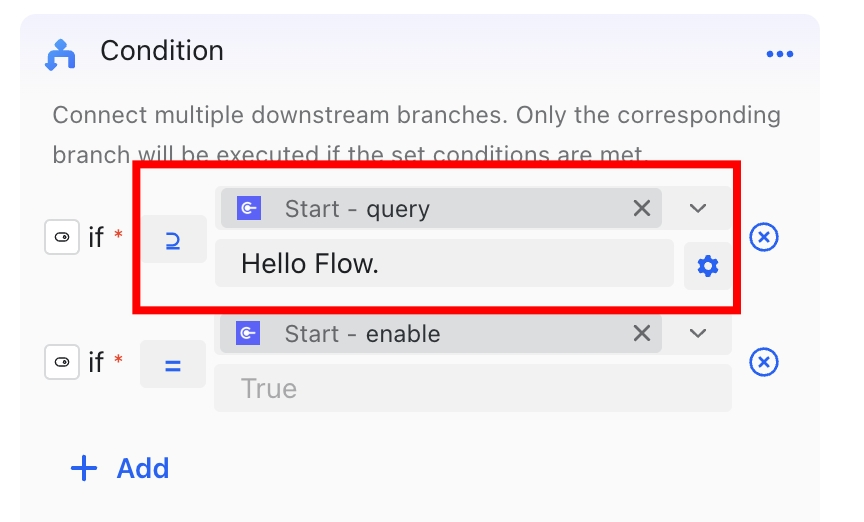 Condition
Connect multiple downstream branches. Only the corresponding
branch will be executed if the set conditions are met.
Start - query
if * ⊇
Hello Flow.
Start - enable
if * =
True
+ Add